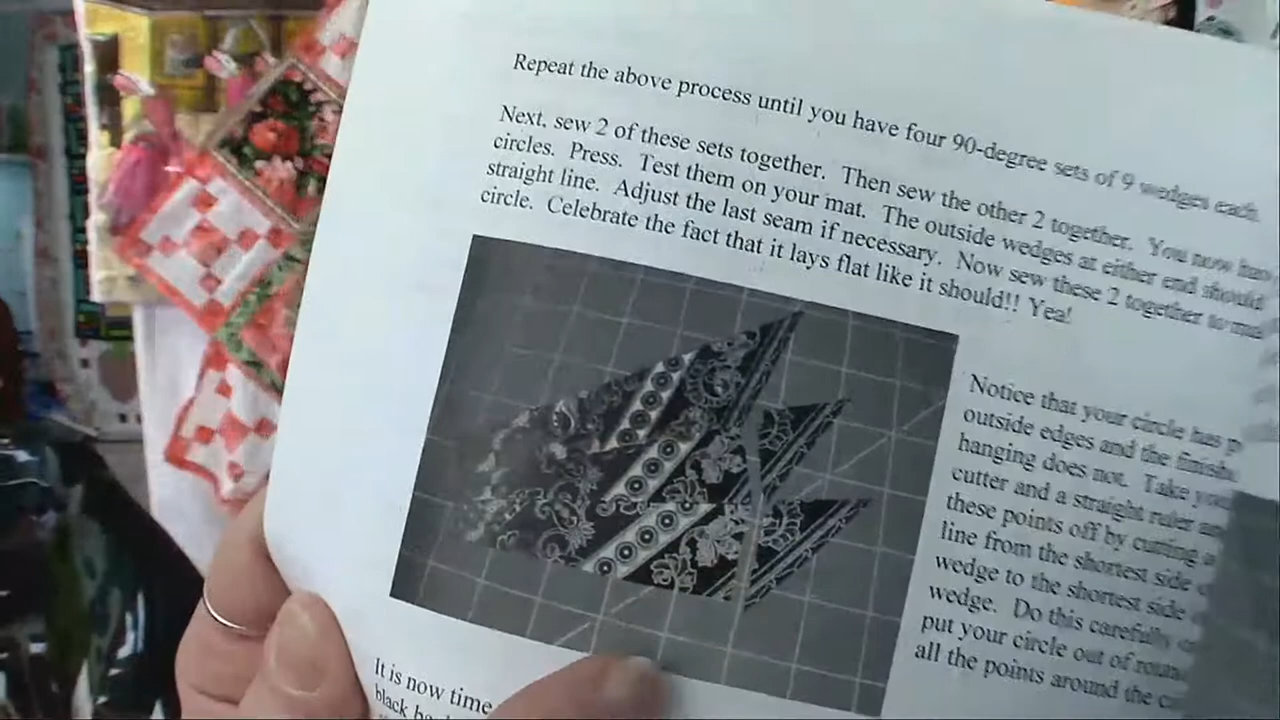 Repeat the above process until you have four 90-degree sets of 9 wedges each.
Next, sew 2 of these sets together. Then sew the other 2 together. You now
circles. Press. Test them on your mat. The outside wedges at either end should
straight line. Adjust the last seam if necessary. Now sew these 2 together to
circle. Celebrate the fact that it lays flat like it should!! Yea!
Notice that your circle has
outside edges and the
hanging does not. Take
cutter and a straight ruler
these points off by cutting
line from the shortest side
wedge to the shortest side
wedge. Do this carefully
put your circle out of
all the points around the
It is now time
black